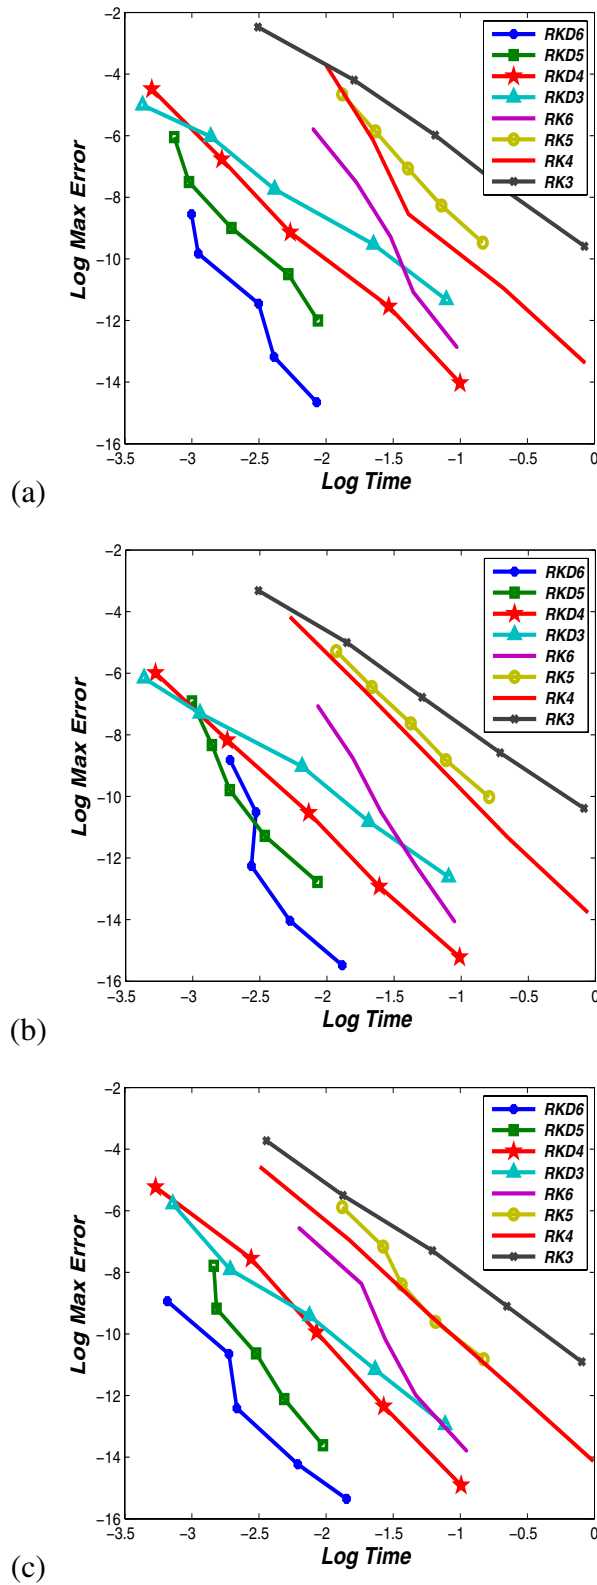 −2
−4
−6
−8
−10
−12
−14
−16
Log Max Error
RKD6
RKD5
RKD4
RKD3
RK6
RK5
RK4
RK3
−3.5 −3 −2.5 −2 −1.5 −1 −0.5 0
Log Time
(a)
−2
−4
−6
−8
−10
−12
−14
−16
Log Max Error
RKD6
RKD5
RKD4
RKD3
RK6
RK5
RK4
RK3
−3.5 −3 −2.5 −2 −1.5 −1 −0.5 0
Log Time
(b)
−2
−4
−6
−8
−10
−12
−14
−16
Log Max Error
RKD6
RKD5
RKD4
RKD3
RK6
RK5
RK4
RK3
−3.5 −3 −2.5 −2 −1.5 −1 −0.5 0
Log Time
(c)